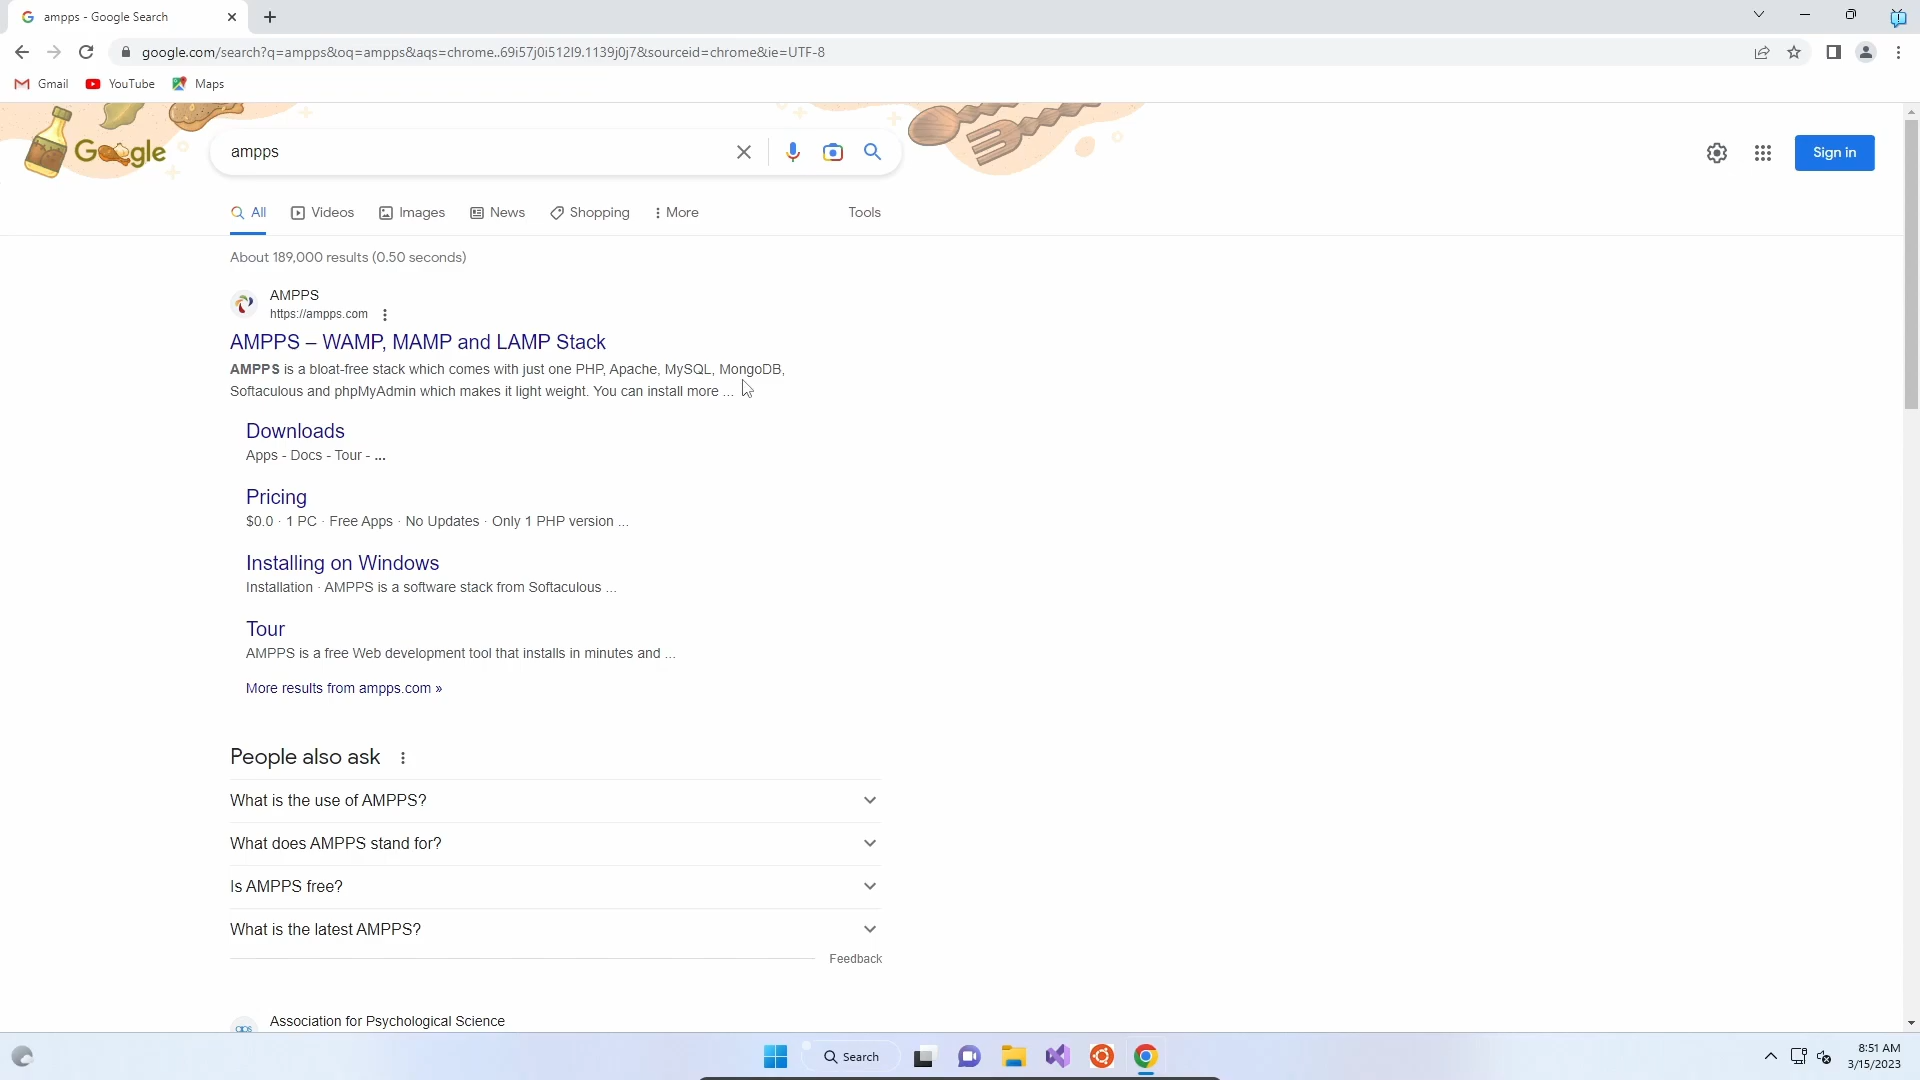 ampps - Google Search
google.com/search?q=ampps&oq=ampps&aqs=chrome..69i57j0i512l9.1139j0j7&sourceid=chrome&ie=UTF-8
Gmail YouTube Maps
Google
ampps
Sign in
All Videos Images News Shopping More Tools
About 189,000 results (0.50 seconds)
AMPPS
https://ampps.com
AMPPS – WAMP, MAMP and LAMP Stack
AMPPS is a bloat-free stack which comes with just one PHP, Apache, MySQL, MongoDB,
Softaculous and phpMyAdmin which makes it light weight. You can install more ...
Downloads
Apps - Docs - Tour - ...
Pricing
$0.0 · 1 PC · Free Apps · No Updates · Only 1 PHP version ...
Installing on Windows
Installation · AMPPS is a software stack from Softaculous ...
Tour
AMPPS is a free Web development tool that installs in minutes and ...
More results from ampps.com »
People also ask
What is the use of AMPPS?
What does AMPPS stand for?
Is AMPPS free?
What is the latest AMPPS?
Feedback
Association for Psychological Science
Search
8:51 AM
3/15/2023